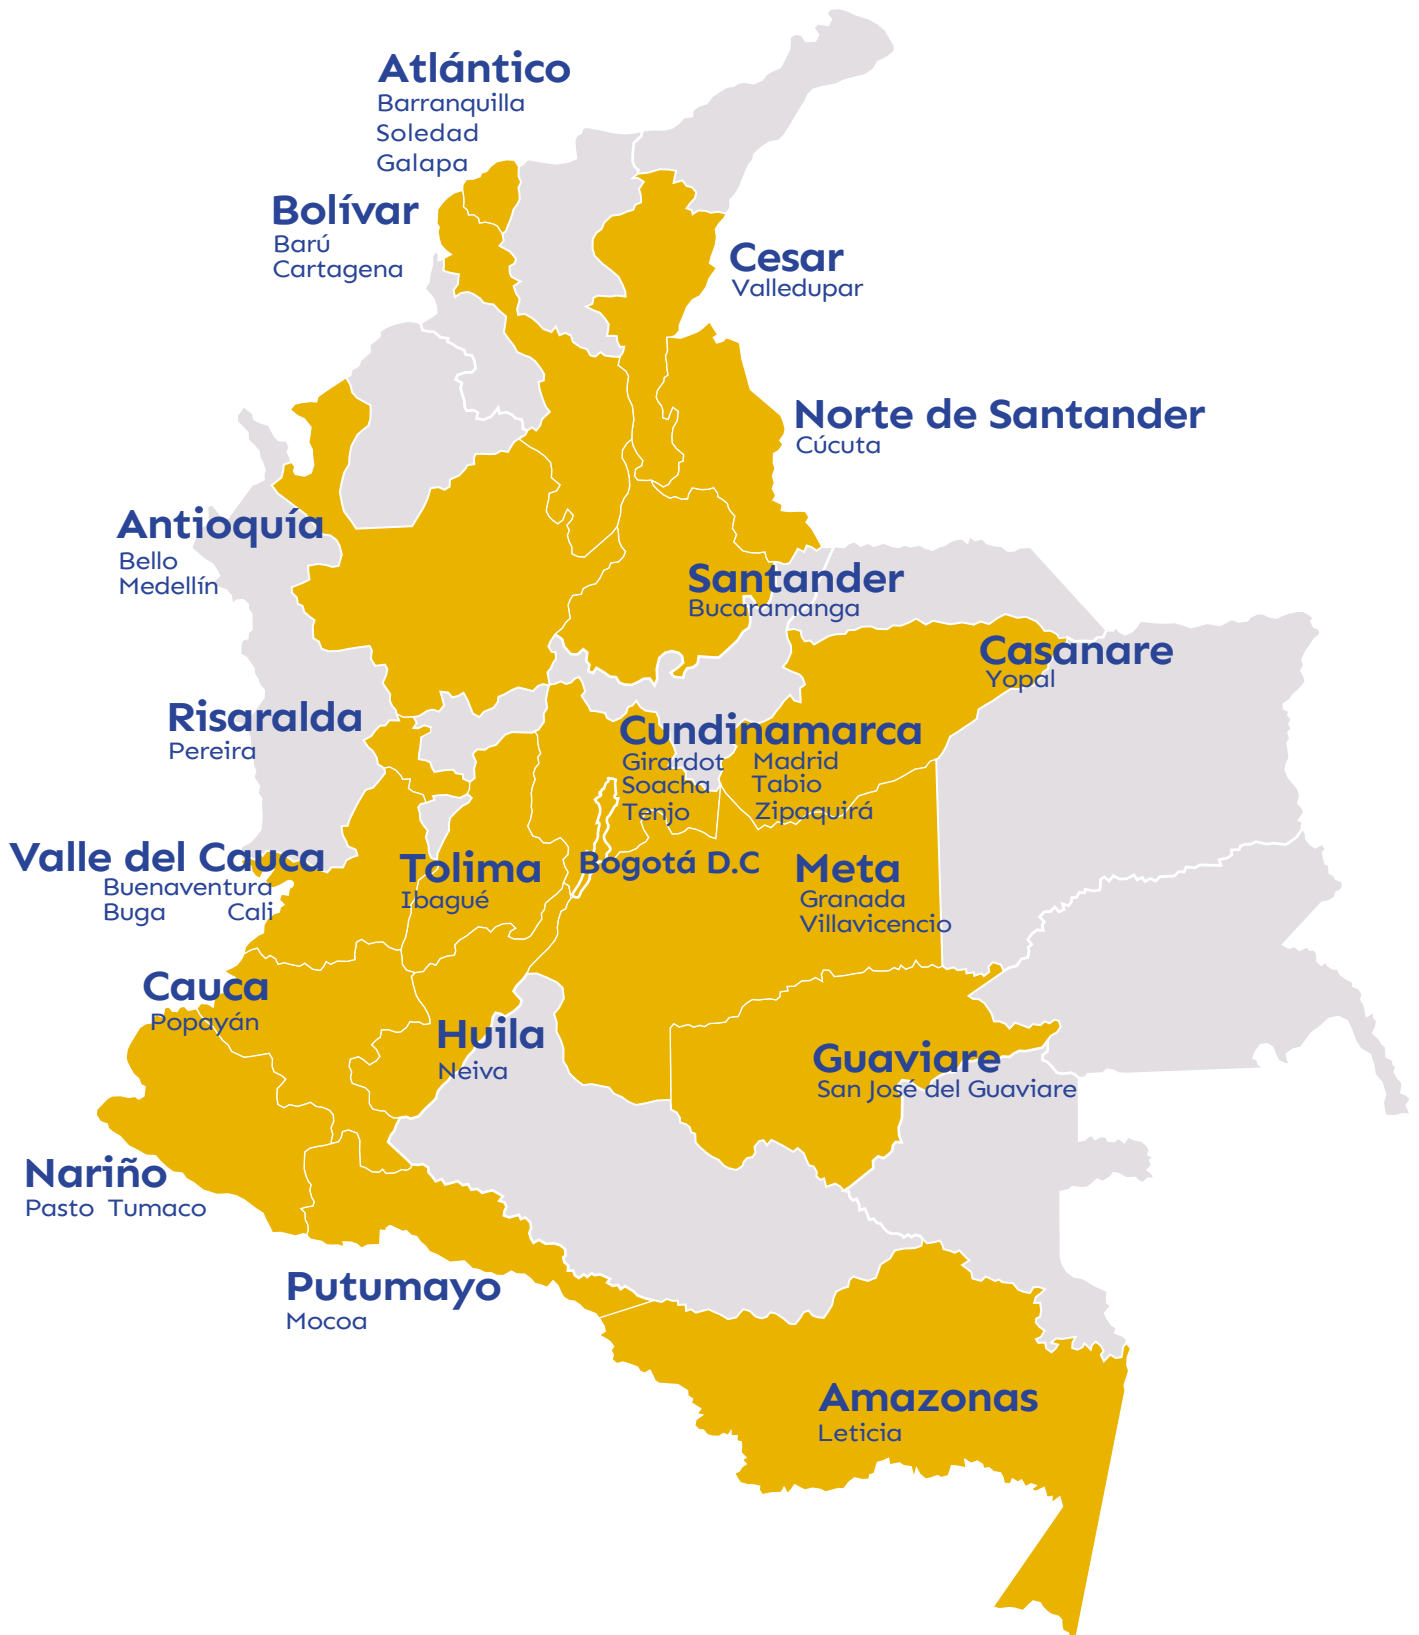 Atlántico
Barranquilla
Soledad
Galapa
Bolívar
Barú
Cartagena
Cesar
Valledupar
Norte de Santander
Cúcuta
Antioquía
Bello
Medellín
Santander
Bucaramanga
Casanare
Yopal
Risaralda
Pereira
Cundinamarca
Girardot Madrid
Soacha Tabio
Tenjo Zipaquirá
Valle del Cauca
Buenaventura
Buga Cali
Tolima
Ibagué
Bogotá D.C
Meta
Granada
Villavicencio
Cauca
Popayán
Huila
Neiva
Guaviare
San José del Guaviare
Nariño
Pasto Tumaco
Putumayo
Mocoa
Amazonas
Leticia